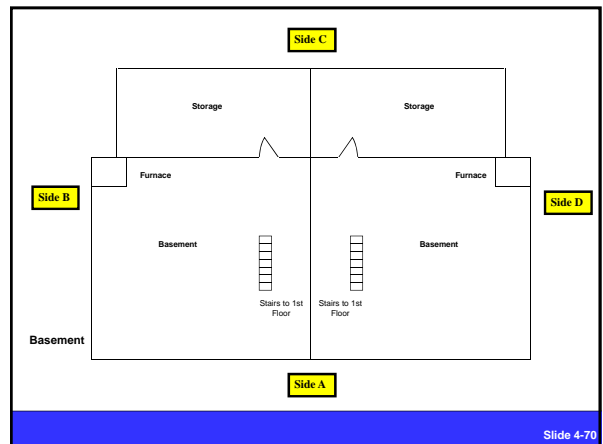 Side C
Storage
Storage
Furnace
Furnace
Side B
Side D
Basement
Basement
Stairs to 1st
Floor
Stairs to 1st
Floor
Basement
Side A
Slide 4-70